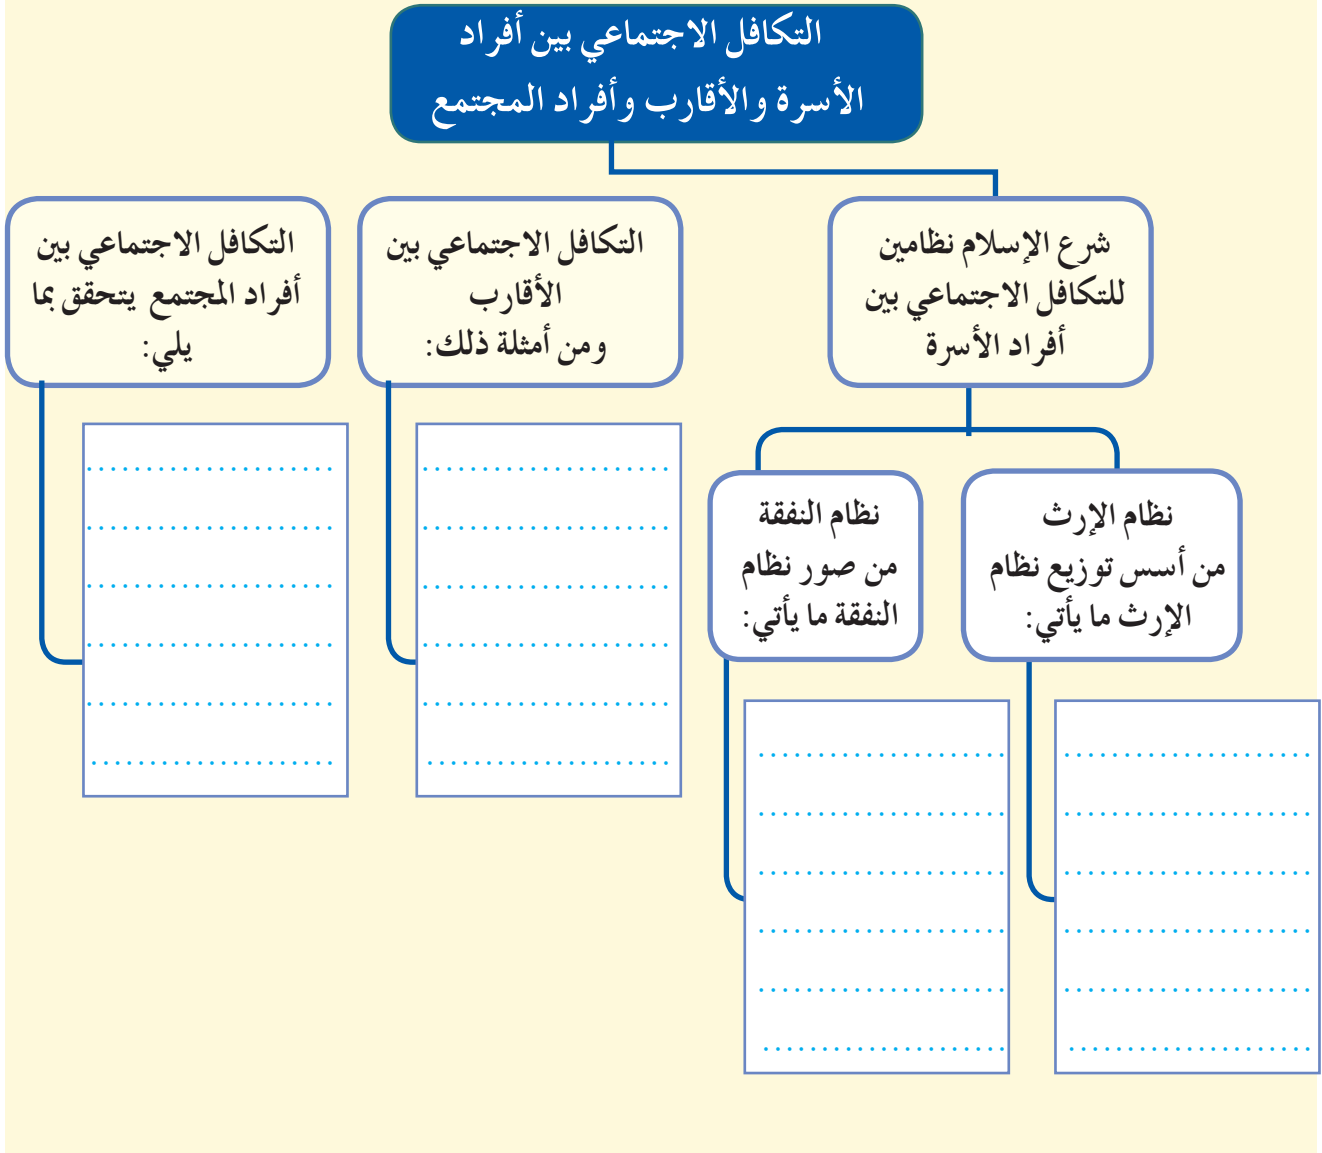 التكافل الاجتماعي بين أفراد
الأسرة والأقارب وأفراد المجتمع
شرع الإسلام نظامين
للتكافل الاجتماعي بين
أفراد الأسرة
التكافل الاجتماعي بين
الأقارب
ومن أمثلة ذلك:
التكافل الاجتماعي بين
أفراد المجتمع يتحقق بما
يلي:
نظام الإرث
من أسس توزيع نظام
الإرث ما يأتي:
نظام النفقة
من صور نظام
النفقة ما يأتي: